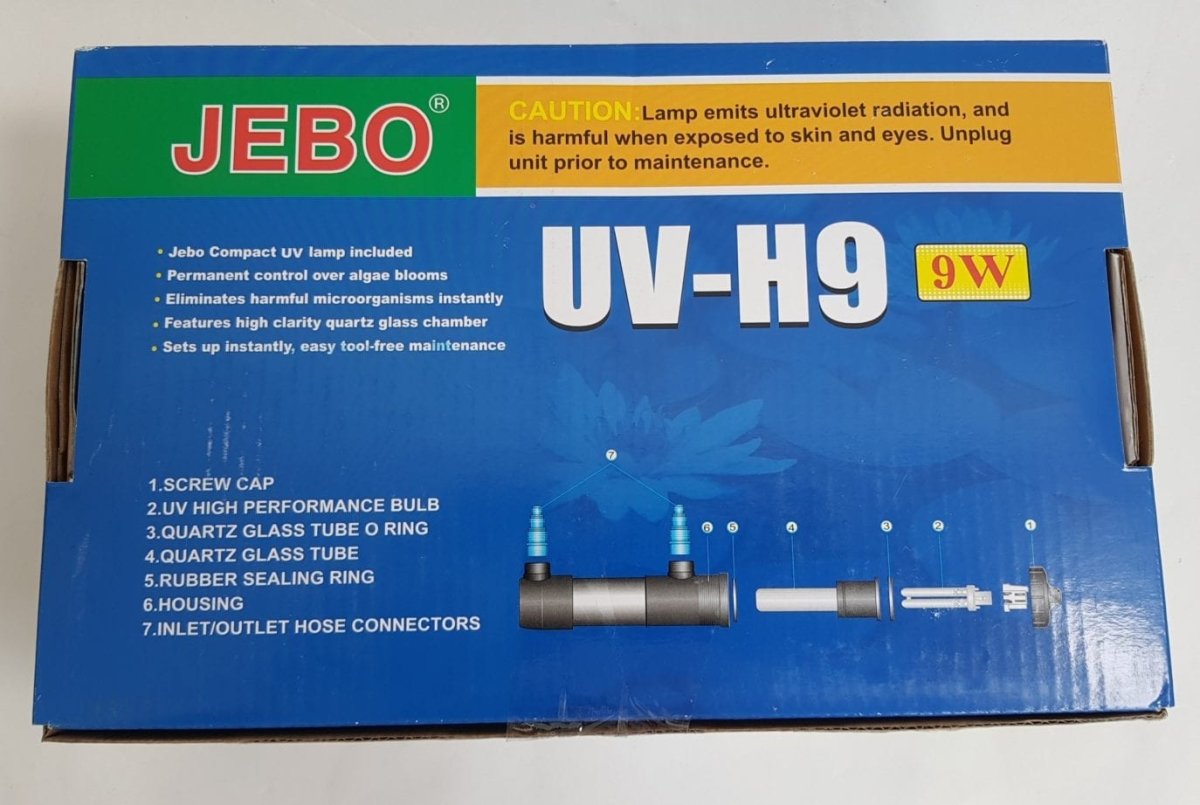 JEBO®
CAUTION: Lamp emits ultraviolet radiation, and
is harmful when exposed to skin and eyes. Unplug
unit prior to maintenance.
UV-H9
9W
• Jebo Compact UV lamp included
• Permanent control over algae blooms
• Eliminates harmful microorganisms instantly
• Features high clarity quartz glass chamber
• Sets up instantly, easy tool-free maintenance
1.SCREW CAP
2.UV HIGH PERFORMANCE BULB
3.QUARTZ GLASS TUBE O RING
4.QUARTZ GLASS TUBE
5.RUBBER SEALING RING
6.HOUSING
7.INLET/OUTLET HOSE CONNECTORS
7
6 5 4 3 2 1